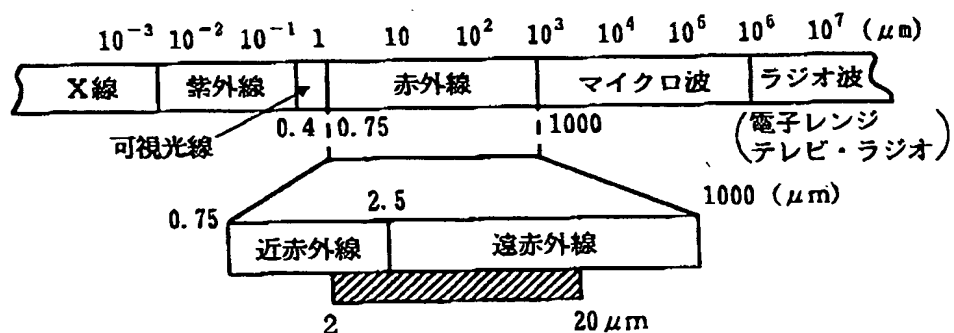 10⁻³ 10⁻² 10⁻¹ 1 10 10² 10³ 10⁴ 10⁵ 10⁶ 10⁷ (μm)
X線 紫外線 赤外線 マイクロ波 ラジオ波
可視光線 0.4 0.75 1000 (電子レンジ
テレビ・ラジオ)
0.75 2.5 1000 (μm)
近赤外線 遠赤外線
2 20μm